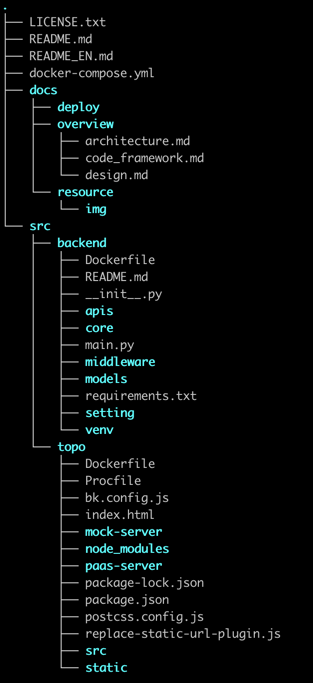 .
├── LICENSE.txt
├── README.md
├── README_EN.md
├── docker-compose.yml
├── docs
│   ├── deploy
│   ├── overview
│   │   ├── architecture.md
│   │   ├── code_framework.md
│   │   └── design.md
│   └── resource
│       └── img
└── src
    ├── backend
    │   ├── Dockerfile
    │   ├── README.md
    │   ├── __init__.py
    │   ├── apis
    │   ├── core
    │   ├── main.py
    │   ├── middleware
    │   ├── models
    │   ├── requirements.txt
    │   ├── setting
    │   └── venv
    └── topo
        ├── Dockerfile
        ├── Procfile
        ├── bk.config.js
        ├── index.html
        ├── mock-server
        ├── node_modules
        ├── paas-server
        ├── package-lock.json
        ├── package.json
        ├── postcss.config.js
        ├── replace-static-url-plugin.js
        ├── src
        └── static